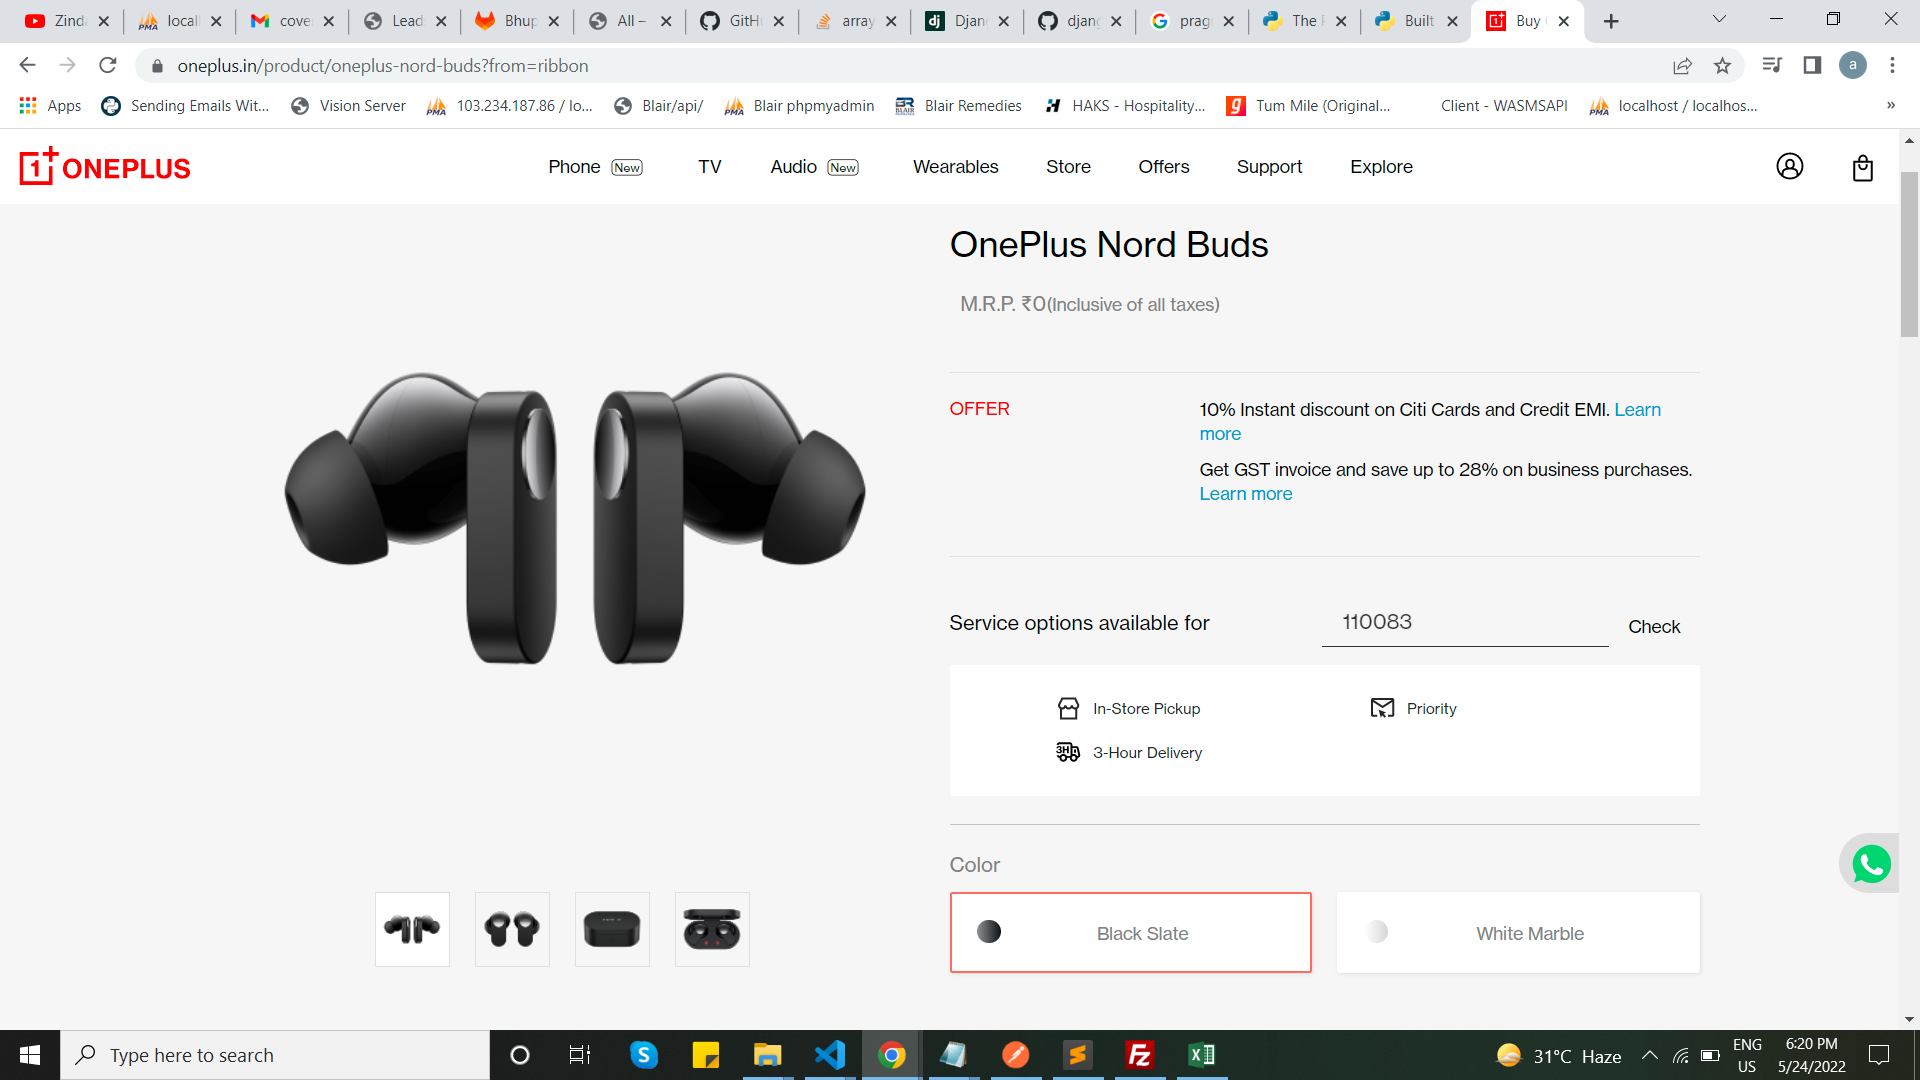 Zind
locall
cover
Lead
Bhup
All –
GitH
array
Djan
djang
prag
The
Built
Buy
oneplus.in/product/oneplus-nord-buds?from=ribbon
a
Apps
Sending Emails Wit...
Vision Server
103.234.187.86 / lo...
Blair/api/
Blair phpmyadmin
Blair Remedies
HAKS - Hospitality...
Tum Mile (Original...
Client - WASMSAPI
localhost / localhos...
»
ONEPLUS
Phone New
TV
Audio New
Wearables
Store
Offers
Support
Explore
OnePlus Nord Buds
M.R.P. ₹0(Inclusive of all taxes)
OFFER
10% Instant discount on Citi Cards and Credit EMI. Learn
more
Get GST invoice and save up to 28% on business purchases.
Learn more
Service options available for
110083
Check
In-Store Pickup
Priority
3-Hour Delivery
Color
Black Slate
White Marble
Type here to search
31°C Haze
ENG
US
6:20 PM
5/24/2022